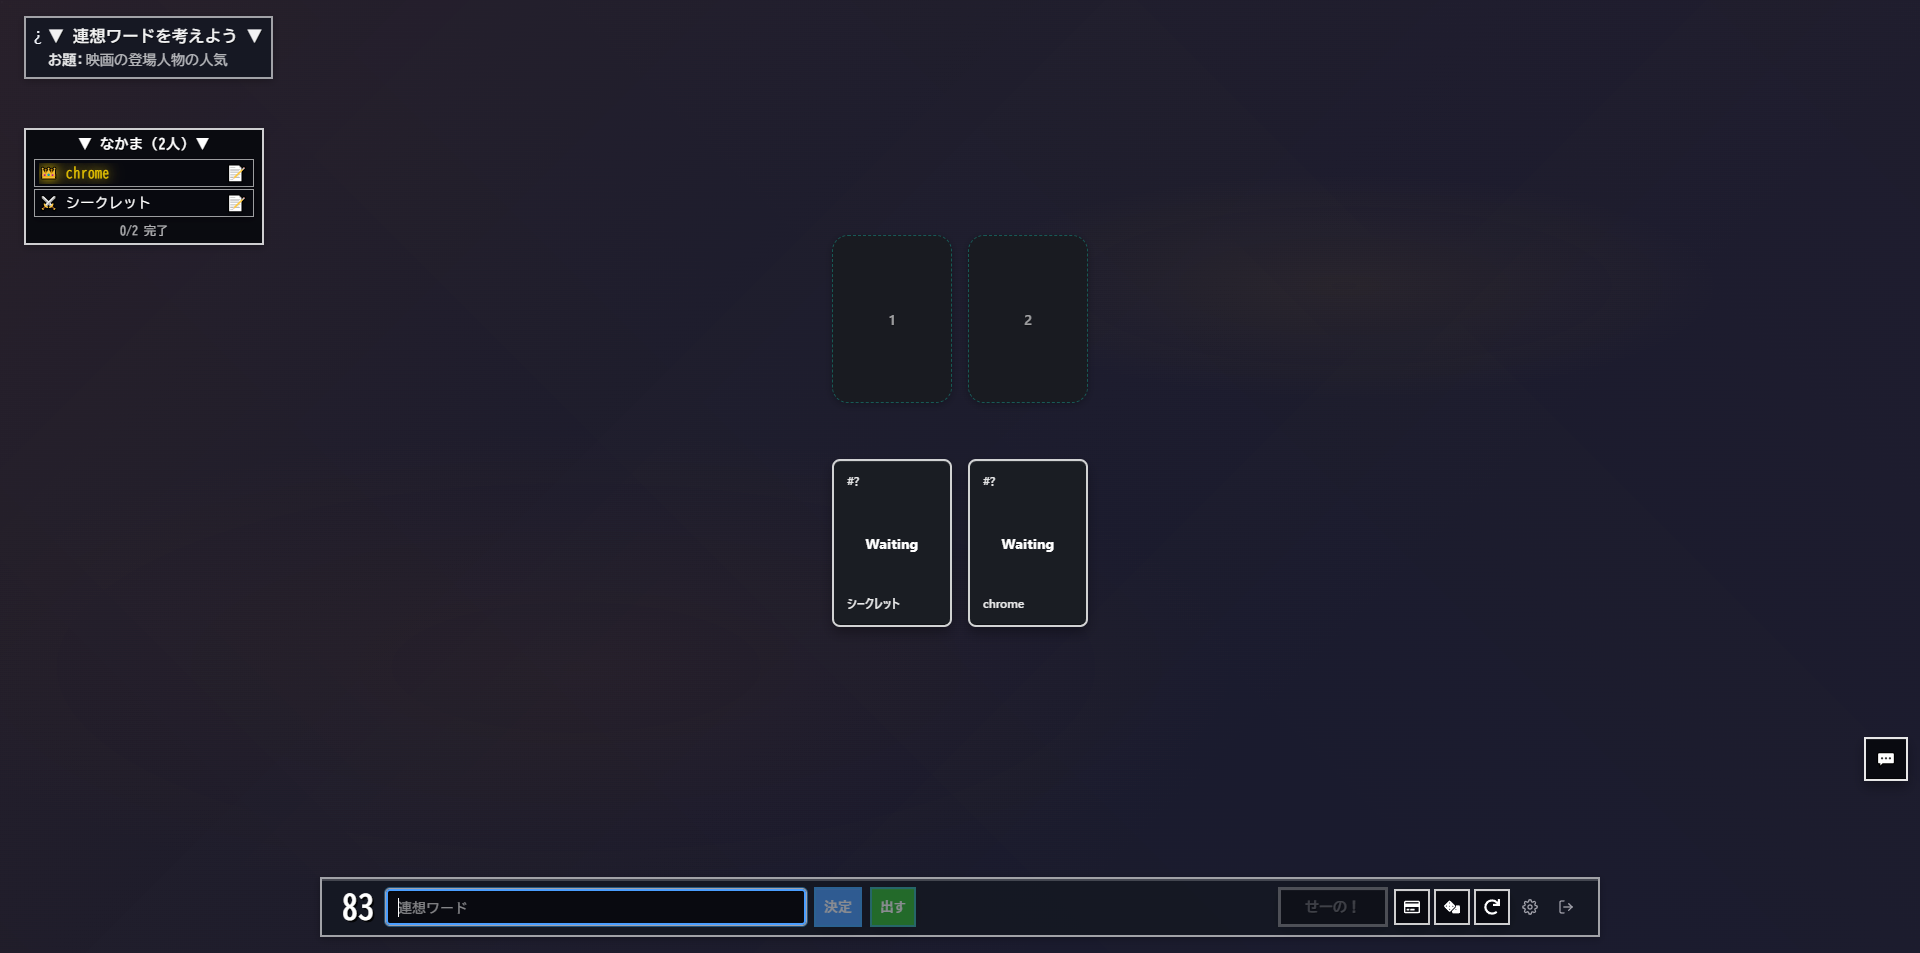 ¿ ▼ 連想ワードを考えよう ▼
お題：映画の登場人物の人気
▼ なかま（2人）▼
chrome
シークレット
0/2 完了
1
2
#?
Waiting
シークレット
#?
Waiting
chrome
83
連想ワード
決定
出す
せーの！